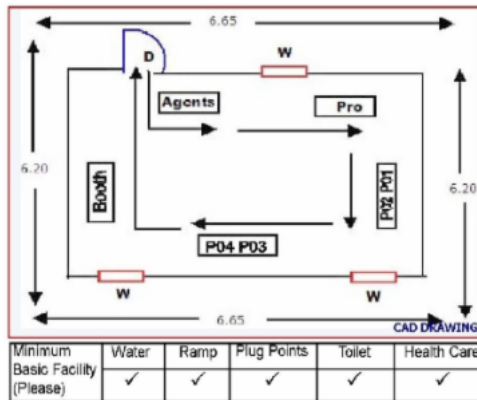 6.65
D
W
Agents
Pro
6.20
6.20
Booth
P02 P01
P04 P03
W
W
6.65
CAD DRAWING
Minimum Basic Facility (Please)
Water
Ramp
Plug Points
Toilet
Health Care
✓ ✓ ✓ ✓ ✓